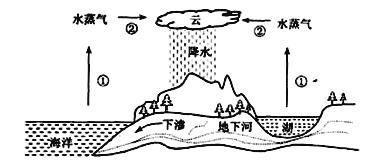 水蒸气
云
水蒸气
②
②
降水
①
①
下渗
地下河
湖
海洋